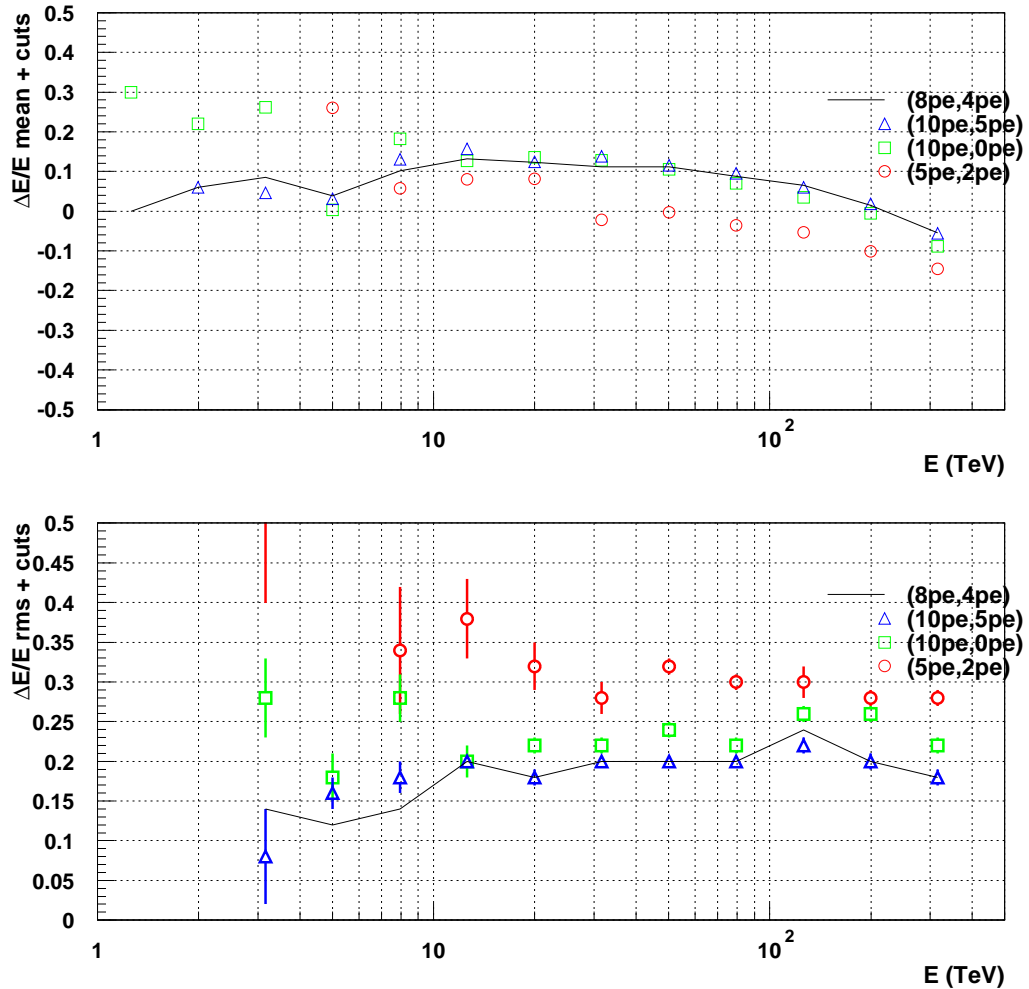 ΔE/E mean + cuts
0.5
0.4
0.3
0.2
0.1
0
-0.1
-0.2
-0.3
-0.4
-0.5
(8pe,4pe)
(10pe,5pe)
(10pe,0pe)
(5pe,2pe)
1 10 10²
E (TeV)
ΔE/E rms + cuts
0.5
0.45
0.4
0.35
0.3
0.25
0.2
0.15
0.1
0.05
0
(8pe,4pe)
(10pe,5pe)
(10pe,0pe)
(5pe,2pe)
1 10 10²
E (TeV)